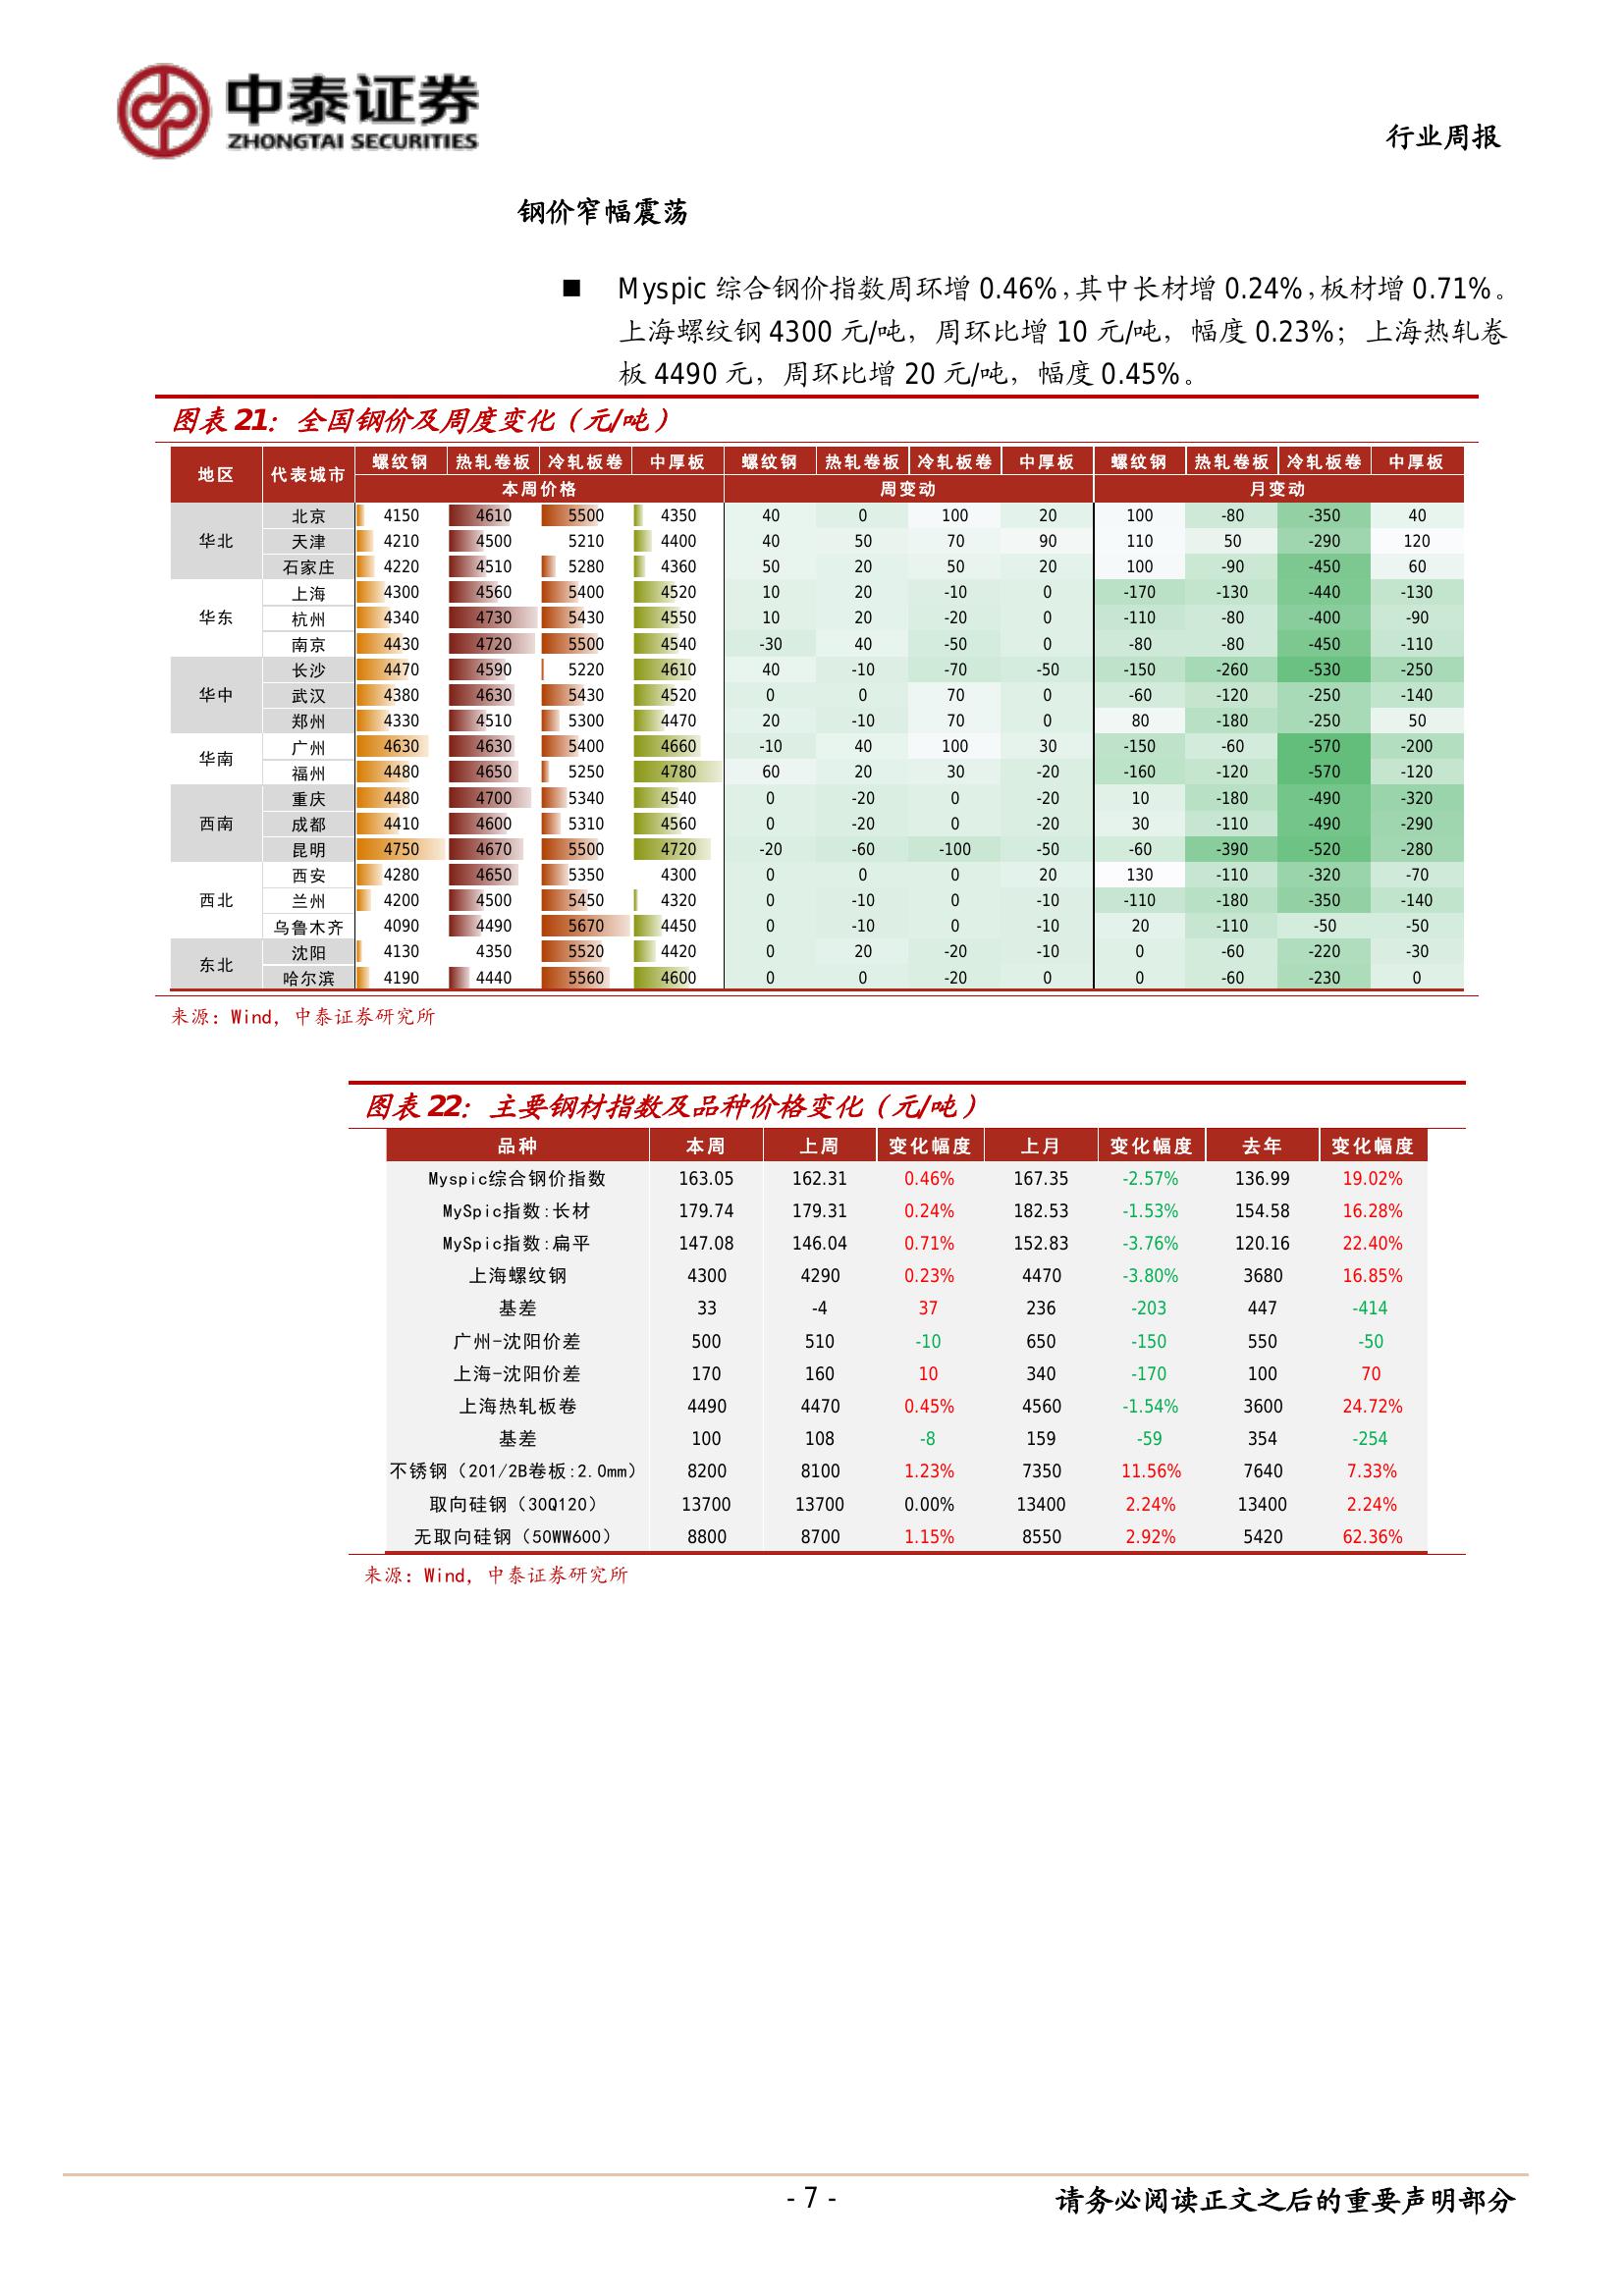 中泰证券
ZHONGTAI SECURITIES
行业周报
钢价窄幅震荡
■ Myspic 综合钢价指数周环增 0.46%，其中长材增 0.24%，板材增 0.71%。
上海螺纹钢 4300 元/吨，周环比增 10 元/吨，幅度 0.23%；上海热轧卷
板 4490 元，周环比增 20 元/吨，幅度 0.45%。
图表 21：全国钢价及周度变化（元/吨）
地区 代表城市 螺纹钢 热轧卷板 冷轧板卷 中厚板 螺纹钢 热轧卷板 冷轧板卷 中厚板 螺纹钢 热轧卷板 冷轧板卷 中厚板
本周价格 周变动 月变动
华北 北京 4150 4610 5500 4350 40 0 100 20 100 -80 -350 40
天津 4210 4500 5210 4400 40 50 70 90 110 50 -290 120
石家庄 4220 4510 5280 4360 50 20 50 20 100 -90 -450 60
华东 上海 4300 4560 5400 4520 10 20 -10 0 -170 -130 -440 -130
杭州 4340 4730 5430 4550 10 20 -20 0 -110 -80 -400 -90
南京 4430 4720 5500 4540 -30 40 -50 0 -80 -80 -450 -110
华中 长沙 4470 4590 5220 4610 40 -10 -70 -50 -150 -260 -530 -250
武汉 4380 4630 5430 4520 0 0 70 0 -60 -120 -250 -140
郑州 4330 4510 5300 4470 20 -10 70 0 80 -180 -250 50
华南 广州 4630 4630 5400 4660 -10 40 100 30 -150 -60 -570 -200
福州 4480 4650 5250 4780 60 20 30 -20 -160 -120 -570 -120
西南 重庆 4480 4700 5340 4540 0 -20 0 -20 10 -180 -490 -320
成都 4410 4600 5310 4560 0 -20 0 -20 30 -110 -490 -290
昆明 4750 4670 5500 4720 -20 -60 -100 -50 -60 -390 -520 -280
西北 西安 4280 4650 5350 4300 0 0 0 20 130 -110 -320 -70
兰州 4200 4500 5450 4320 0 -10 0 -10 -110 -180 -350 -140
乌鲁木齐 4090 4490 5670 4450 0 -10 0 -10 20 -110 -50 -50
东北 沈阳 4130 4350 5520 4420 0 20 -20 -10 0 -60 -220 -30
哈尔滨 4190 4440 5560 4600 0 0 -20 0 0 -60 -230 0
来源：Wind，中泰证券研究所
图表 22：主要钢材指数及品种价格变化（元/吨）
品种 本周 上周 变化幅度 上月 变化幅度 去年 变化幅度
Myspic综合钢价指数 163.05 162.31 0.46% 167.35 -2.57% 136.99 19.02%
MySpic指数:长材 179.74 179.31 0.24% 182.53 -1.53% 154.58 16.28%
MySpic指数:扁平 147.08 146.04 0.71% 152.83 -3.76% 120.16 22.40%
上海螺纹钢 4300 4290 0.23% 4470 -3.80% 3680 16.85%
基差 33 -4 37 236 -203 447 -414
广州-沈阳价差 500 510 -10 650 -150 550 -50
上海-沈阳价差 170 160 10 340 -170 100 70
上海热轧板卷 4490 4470 0.45% 4560 -1.54% 3600 24.72%
基差 100 108 -8 159 -59 354 -254
不锈钢（201/2B卷板:2.0mm） 8200 8100 1.23% 7350 11.56% 7640 7.33%
取向硅钢（30Q120） 13700 13700 0.00% 13400 2.24% 13400 2.24%
无取向硅钢（50WW600） 8800 8700 1.15% 8550 2.92% 5420 62.36%
来源：Wind，中泰证券研究所
- 7 -
请务必阅读正文之后的重要声明部分